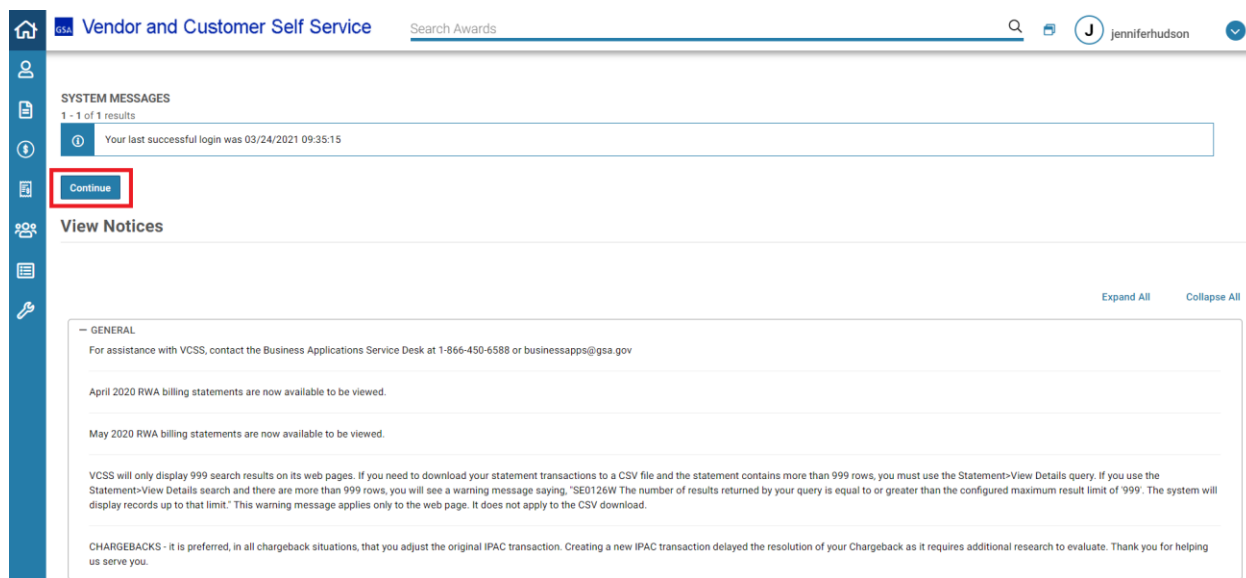 GSA Vendor and Customer Self Service
Search Awards
J jenniferhudson
SYSTEM MESSAGES
1 - 1 of 1 results
Your last successful login was 03/24/2021 09:35:15
Continue
View Notices
Expand All Collapse All
GENERAL
For assistance with VCSS, contact the Business Applications Service Desk at 1-866-450-6588 or businessapps@gsa.gov
April 2020 RWA billing statements are now available to be viewed.
May 2020 RWA billing statements are now available to be viewed.
VCSS will only display 999 search results on its web pages. If you need to download your statement transactions to a CSV file and the statement contains more than 999 rows, you must use the Statement>View Details query. If you use the
Statement>View Details search and there are more than 999 rows, you will see a warning message saying, "SE0126W The number of results returned by your query is equal to or greater than the configured maximum result limit of '999'. The system will
display records up to that limit." This warning message applies only to the web page. It does not apply to the CSV download.
CHARGEBACKS - it is preferred, in all chargeback situations, that you adjust the original IPAC transaction. Creating a new IPAC transaction delayed the resolution of your Chargeback as it requires additional research to evaluate. Thank you for helping
us serve you.